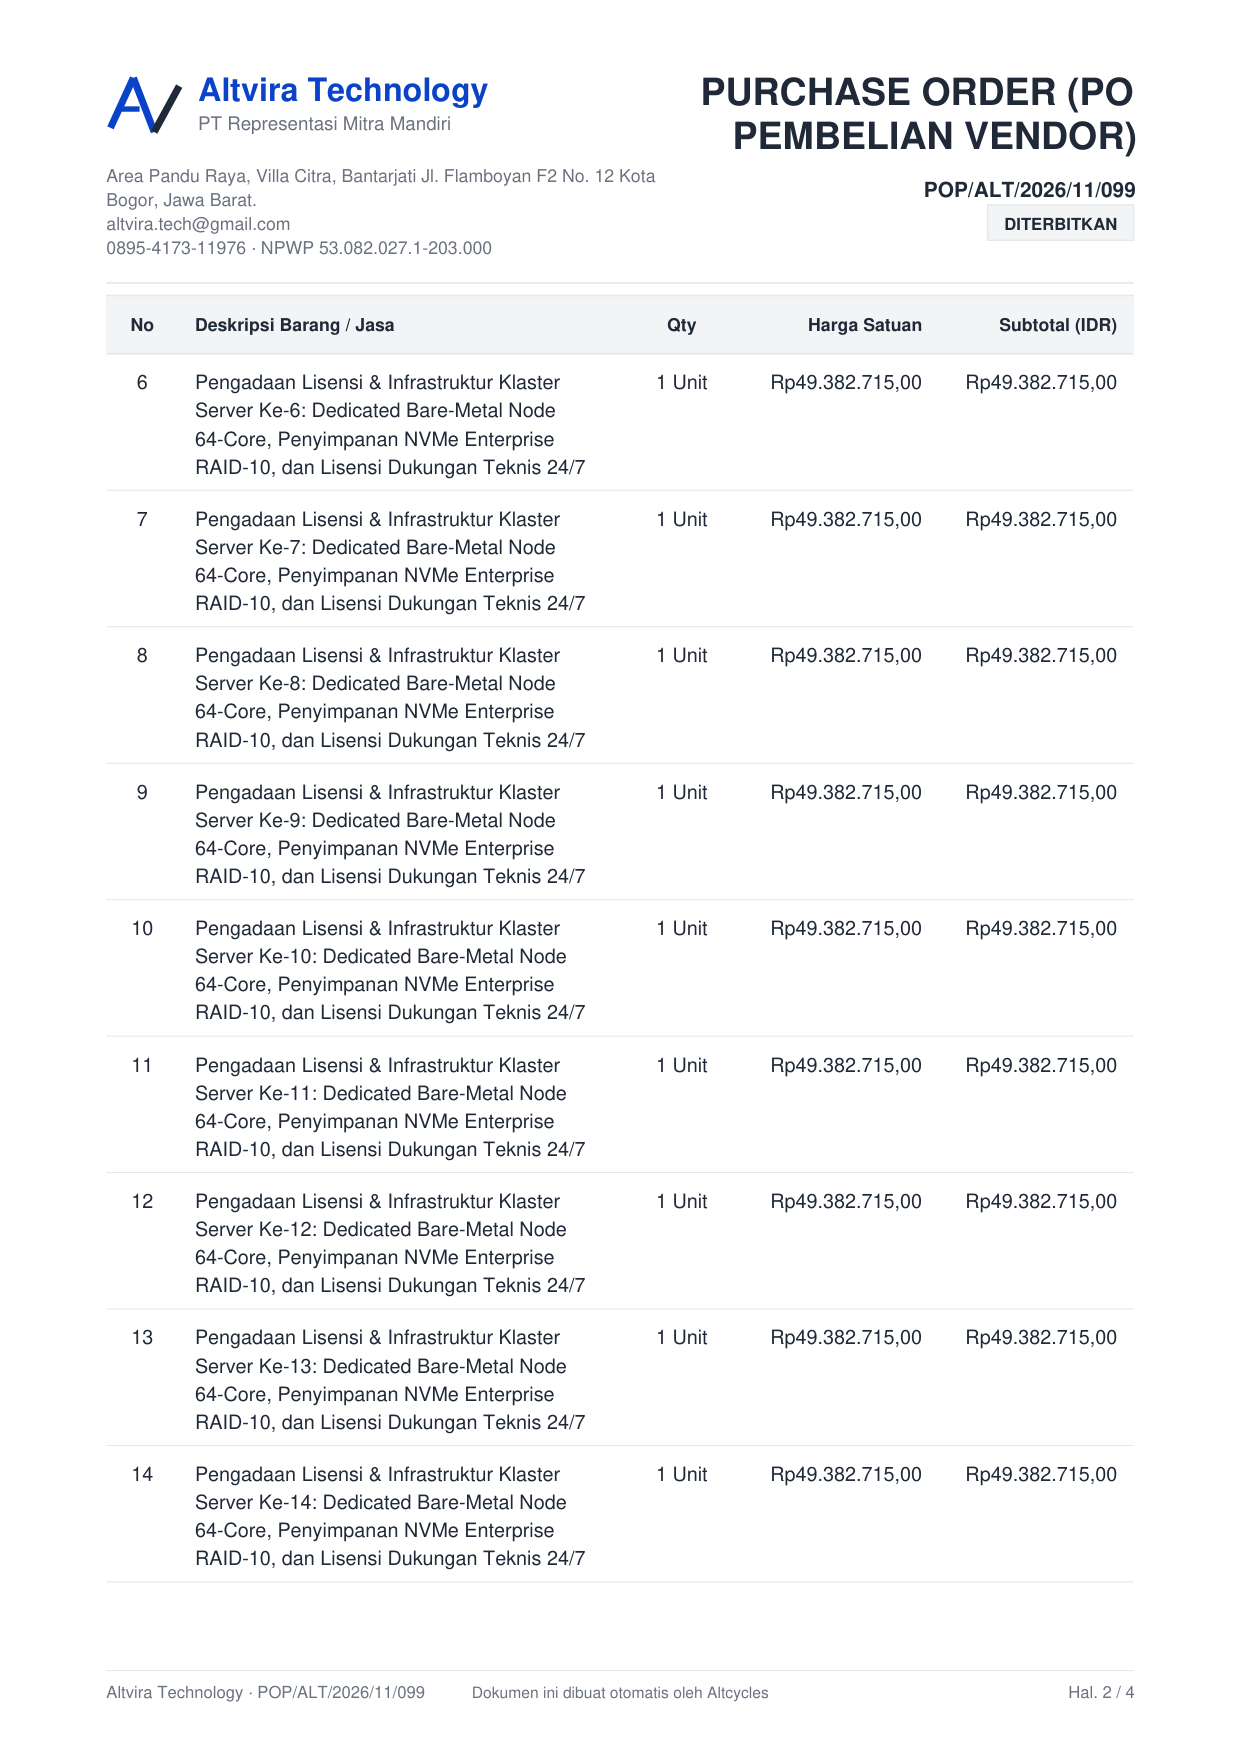 Altvira Technology
PT Representasi Mitra Mandiri
Area Pandu Raya, Villa Citra, Bantarjati Jl. Flamboyan F2 No. 12 Kota
Bogor, Jawa Barat.
altvira.tech@gmail.com
0895-4173-11976 · NPWP 53.082.027.1-203.000
PURCHASE ORDER (PO
PEMBELIAN VENDOR)
POP/ALT/2026/11/099
DITERBITKAN
No Deskripsi Barang / Jasa Qty Harga Satuan Subtotal (IDR)
6 Pengadaan Lisensi & Infrastruktur Klaster 1 Unit Rp49.382.715,00 Rp49.382.715,00
Server Ke-6: Dedicated Bare-Metal Node
64-Core, Penyimpanan NVMe Enterprise
RAID-10, dan Lisensi Dukungan Teknis 24/7
7 Pengadaan Lisensi & Infrastruktur Klaster 1 Unit Rp49.382.715,00 Rp49.382.715,00
Server Ke-7: Dedicated Bare-Metal Node
64-Core, Penyimpanan NVMe Enterprise
RAID-10, dan Lisensi Dukungan Teknis 24/7
8 Pengadaan Lisensi & Infrastruktur Klaster 1 Unit Rp49.382.715,00 Rp49.382.715,00
Server Ke-8: Dedicated Bare-Metal Node
64-Core, Penyimpanan NVMe Enterprise
RAID-10, dan Lisensi Dukungan Teknis 24/7
9 Pengadaan Lisensi & Infrastruktur Klaster 1 Unit Rp49.382.715,00 Rp49.382.715,00
Server Ke-9: Dedicated Bare-Metal Node
64-Core, Penyimpanan NVMe Enterprise
RAID-10, dan Lisensi Dukungan Teknis 24/7
10 Pengadaan Lisensi & Infrastruktur Klaster 1 Unit Rp49.382.715,00 Rp49.382.715,00
Server Ke-10: Dedicated Bare-Metal Node
64-Core, Penyimpanan NVMe Enterprise
RAID-10, dan Lisensi Dukungan Teknis 24/7
11 Pengadaan Lisensi & Infrastruktur Klaster 1 Unit Rp49.382.715,00 Rp49.382.715,00
Server Ke-11: Dedicated Bare-Metal Node
64-Core, Penyimpanan NVMe Enterprise
RAID-10, dan Lisensi Dukungan Teknis 24/7
12 Pengadaan Lisensi & Infrastruktur Klaster 1 Unit Rp49.382.715,00 Rp49.382.715,00
Server Ke-12: Dedicated Bare-Metal Node
64-Core, Penyimpanan NVMe Enterprise
RAID-10, dan Lisensi Dukungan Teknis 24/7
13 Pengadaan Lisensi & Infrastruktur Klaster 1 Unit Rp49.382.715,00 Rp49.382.715,00
Server Ke-13: Dedicated Bare-Metal Node
64-Core, Penyimpanan NVMe Enterprise
RAID-10, dan Lisensi Dukungan Teknis 24/7
14 Pengadaan Lisensi & Infrastruktur Klaster 1 Unit Rp49.382.715,00 Rp49.382.715,00
Server Ke-14: Dedicated Bare-Metal Node
64-Core, Penyimpanan NVMe Enterprise
RAID-10, dan Lisensi Dukungan Teknis 24/7
Altvira Technology · POP/ALT/2026/11/099 Dokumen ini dibuat otomatis oleh Altcycles Hal. 2 / 4